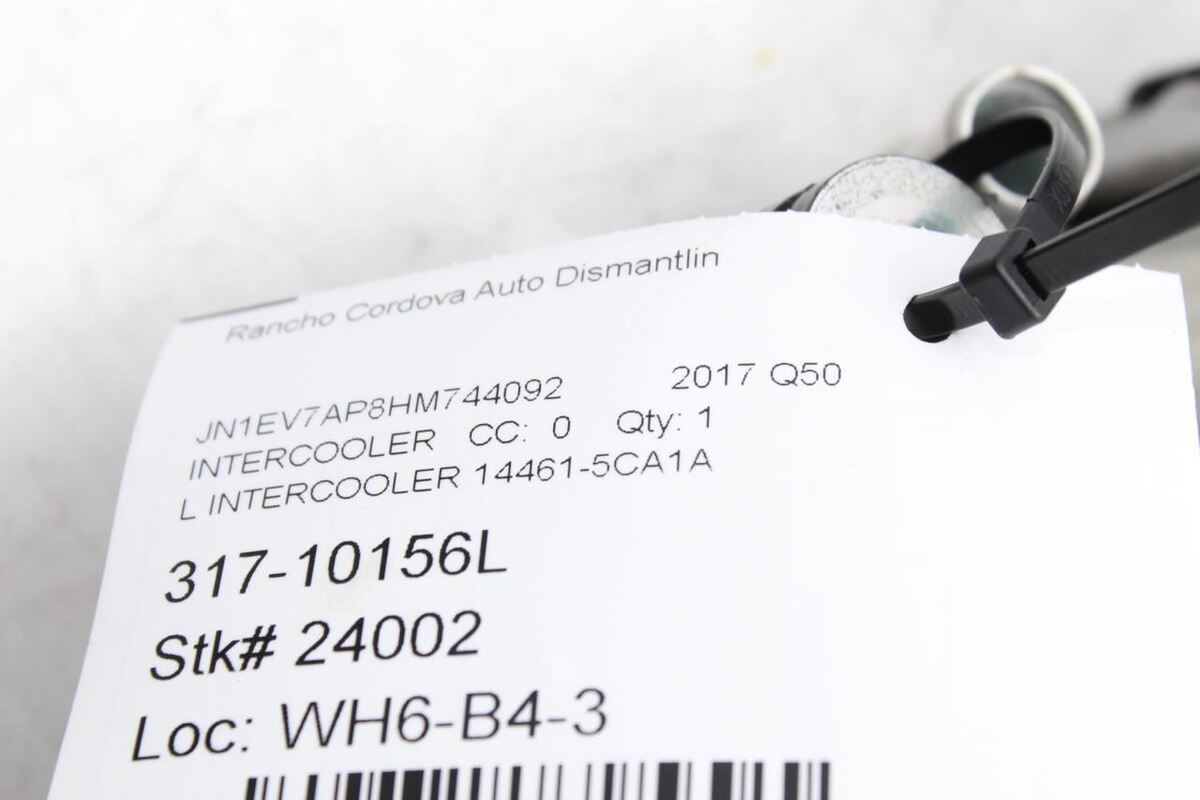 Rancho Cordova Auto Dismantlin
JN1EV7AP8HM744092 2017 Q50
INTERCOOLER CC: 0 Qty: 1
L INTERCOOLER 14461-5CA1A
317-10156L
Stk# 24002
Loc: WH6-B4-3